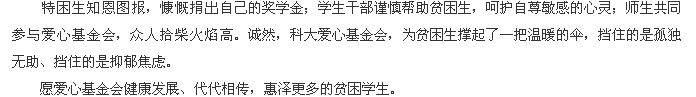 特困生知恩图报，慷慨捐出自己的奖学金；学生干部谨慎帮助贫困生，呵护自尊敏感的心灵；师生共同
参与爱心基金会，众人拾柴火焰高。诚然，科大爱心基金会，为贫困生撑起了一把温暖的伞，挡住的是孤独
无助、挡住的是抑郁焦虑。
愿爱心基金会健康发展、代代相传，惠泽更多的贫困学生。